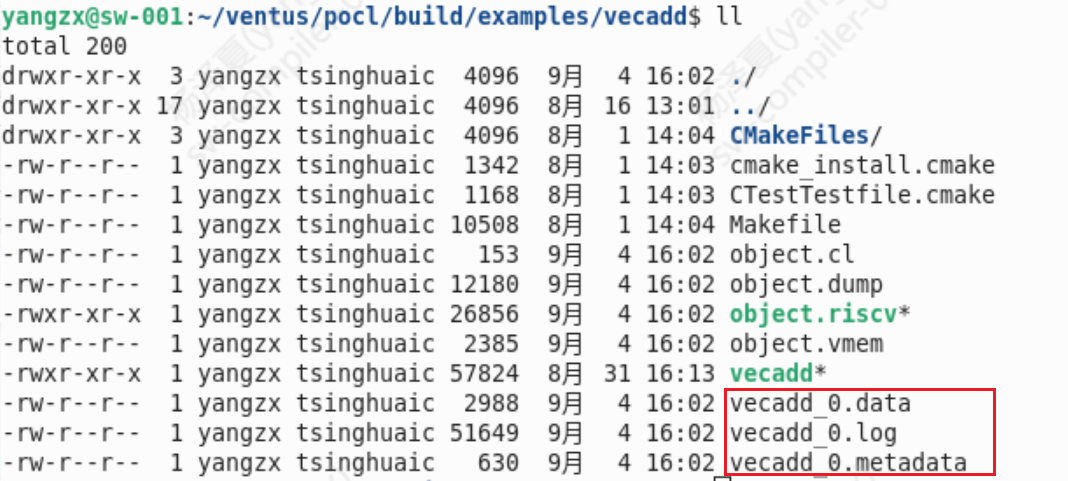 yangzx@sw-001:~/ventus/pocl/build/examples/vecadd$ ll
total 200
drwxr-xr-x  3 yangzx tsinghuaic  4096  9月   4 16:02 ./
drwxr-xr-x 17 yangzx tsinghuaic  4096  8月  16 13:01 ../
drwxr-xr-x  3 yangzx tsinghuaic  4096  8月   1 14:04 CMakeFiles/
-rw-r--r--  1 yangzx tsinghuaic  1342  8月   1 14:03 cmake_install.cmake
-rw-r--r--  1 yangzx tsinghuaic  1168  8月   1 14:03 CTestTestfile.cmake
-rw-r--r--  1 yangzx tsinghuaic 10508  8月   1 14:04 Makefile
-rw-r--r--  1 yangzx tsinghuaic   153  9月   4 16:02 object.cl
-rw-r--r--  1 yangzx tsinghuaic 12180  9月   4 16:02 object.dump
-rwxr-xr-x  1 yangzx tsinghuaic 26856  9月   4 16:02 object.riscv*
-rw-r--r--  1 yangzx tsinghuaic  2385  9月   4 16:02 object.vmem
-rwxr-xr-x  1 yangzx tsinghuaic 57824  8月  31 16:13 vecadd*
-rw-r--r--  1 yangzx tsinghuaic  2988  9月   4 16:02 vecadd_0.data
-rw-r--r--  1 yangzx tsinghuaic 51649  9月   4 16:02 vecadd_0.log
-rw-r--r--  1 yangzx tsinghuaic   630  9月   4 16:02 vecadd_0.metadata